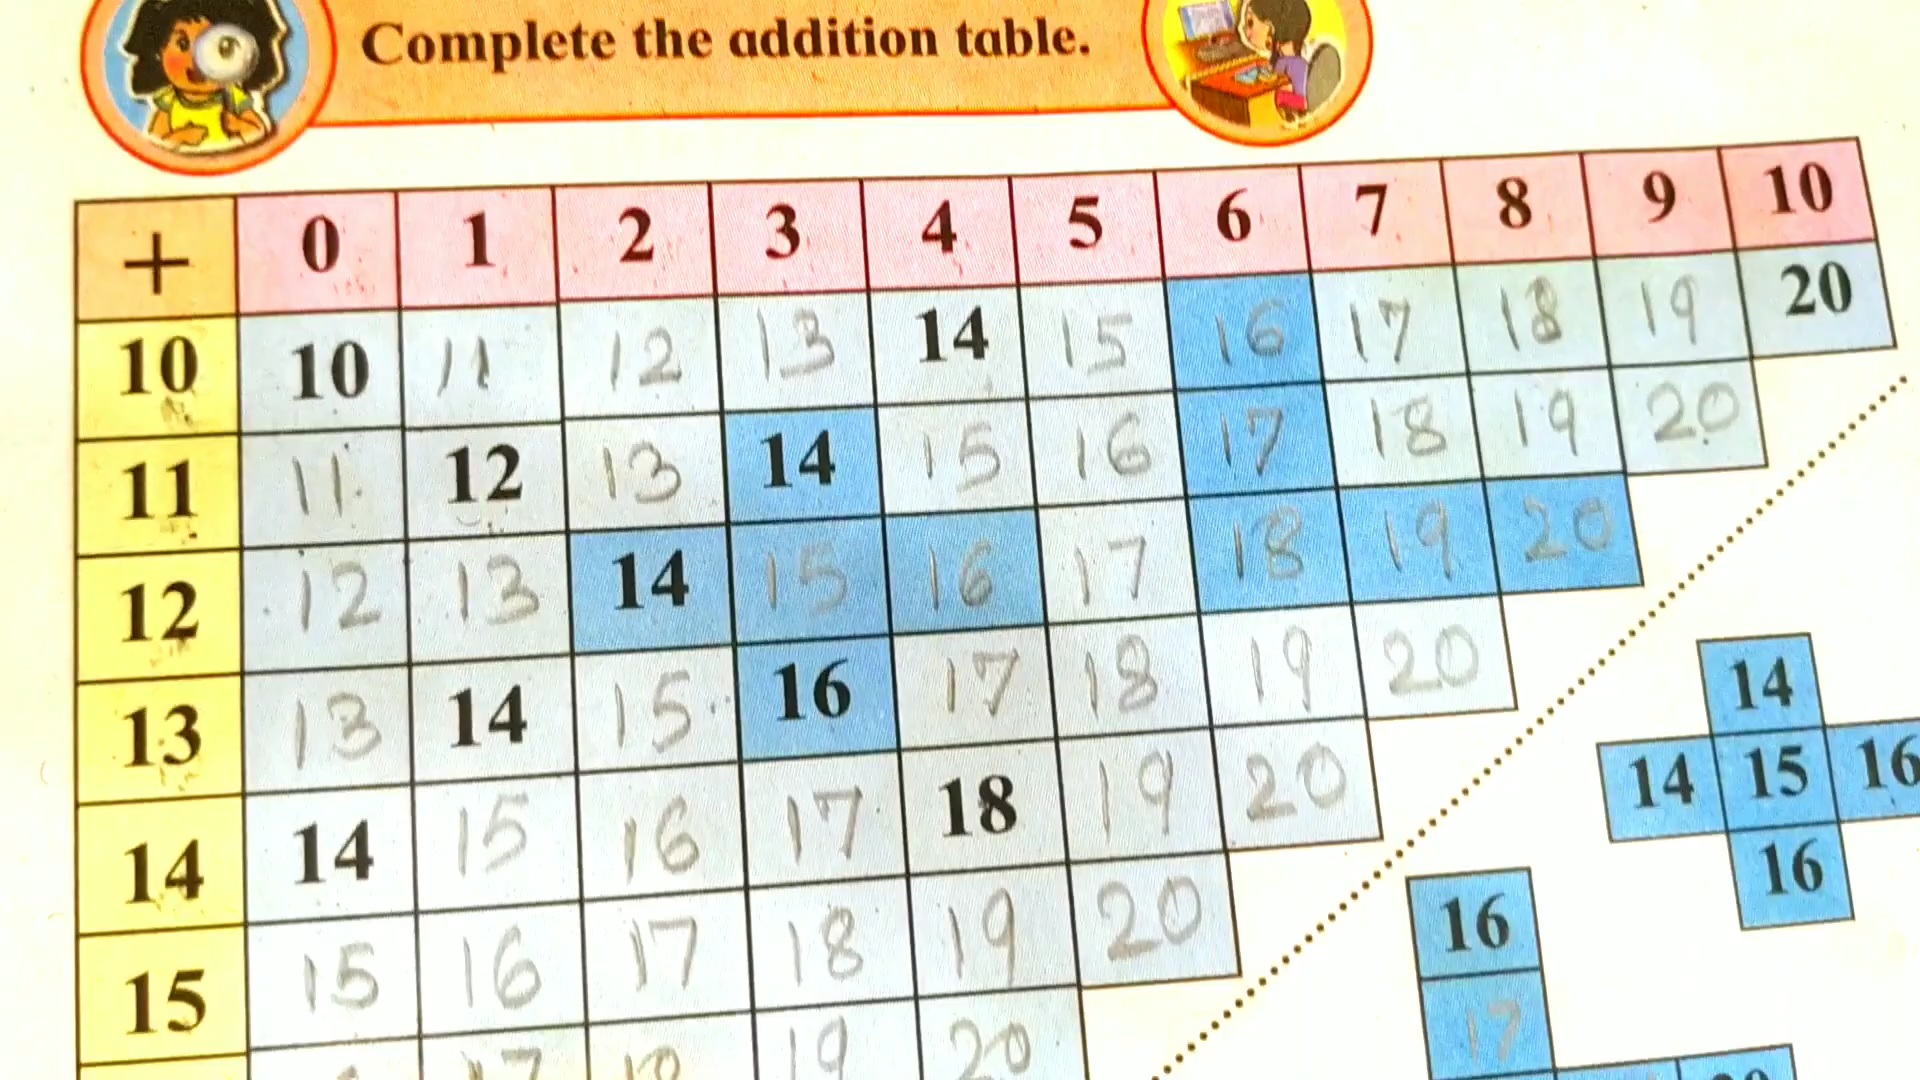 Complete the addition table.
+ 0 1 2 3 4 5 6 7 8 9 10
10 10 11 12 13 14 15 16 17 18 19 20
11 11 12 13 14 15 16 17 18 19 20
12 12 13 14 15 16 17 18 19 20
13 13 14 15 16 17 18 19 20
14 14 15 16 17 18 19 20
15 15 16 17 18 19 20
17 19 20
14
14 15 16
16
16
17
20